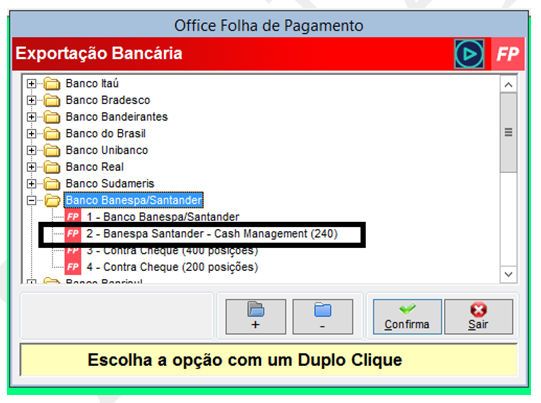 Office Folha de Pagamento
Exportação Bancária
FP
Banco Itaú
Banco Bradesco
Banco Bandeirantes
Banco do Brasil
Banco Unibanco
Banco Real
Banco Sudameris
Banco Banespa/Santander
FP 1 - Banco Banespa/Santander
FP 2 - Banespa Santander - Cash Management (240)
FP 3 - Contra Cheque (400 posições)
FP 4 - Contra Cheque (200 posições)
Banco Banrisul
+ - Confirma Sair
Escolha a opção com um Duplo Clique